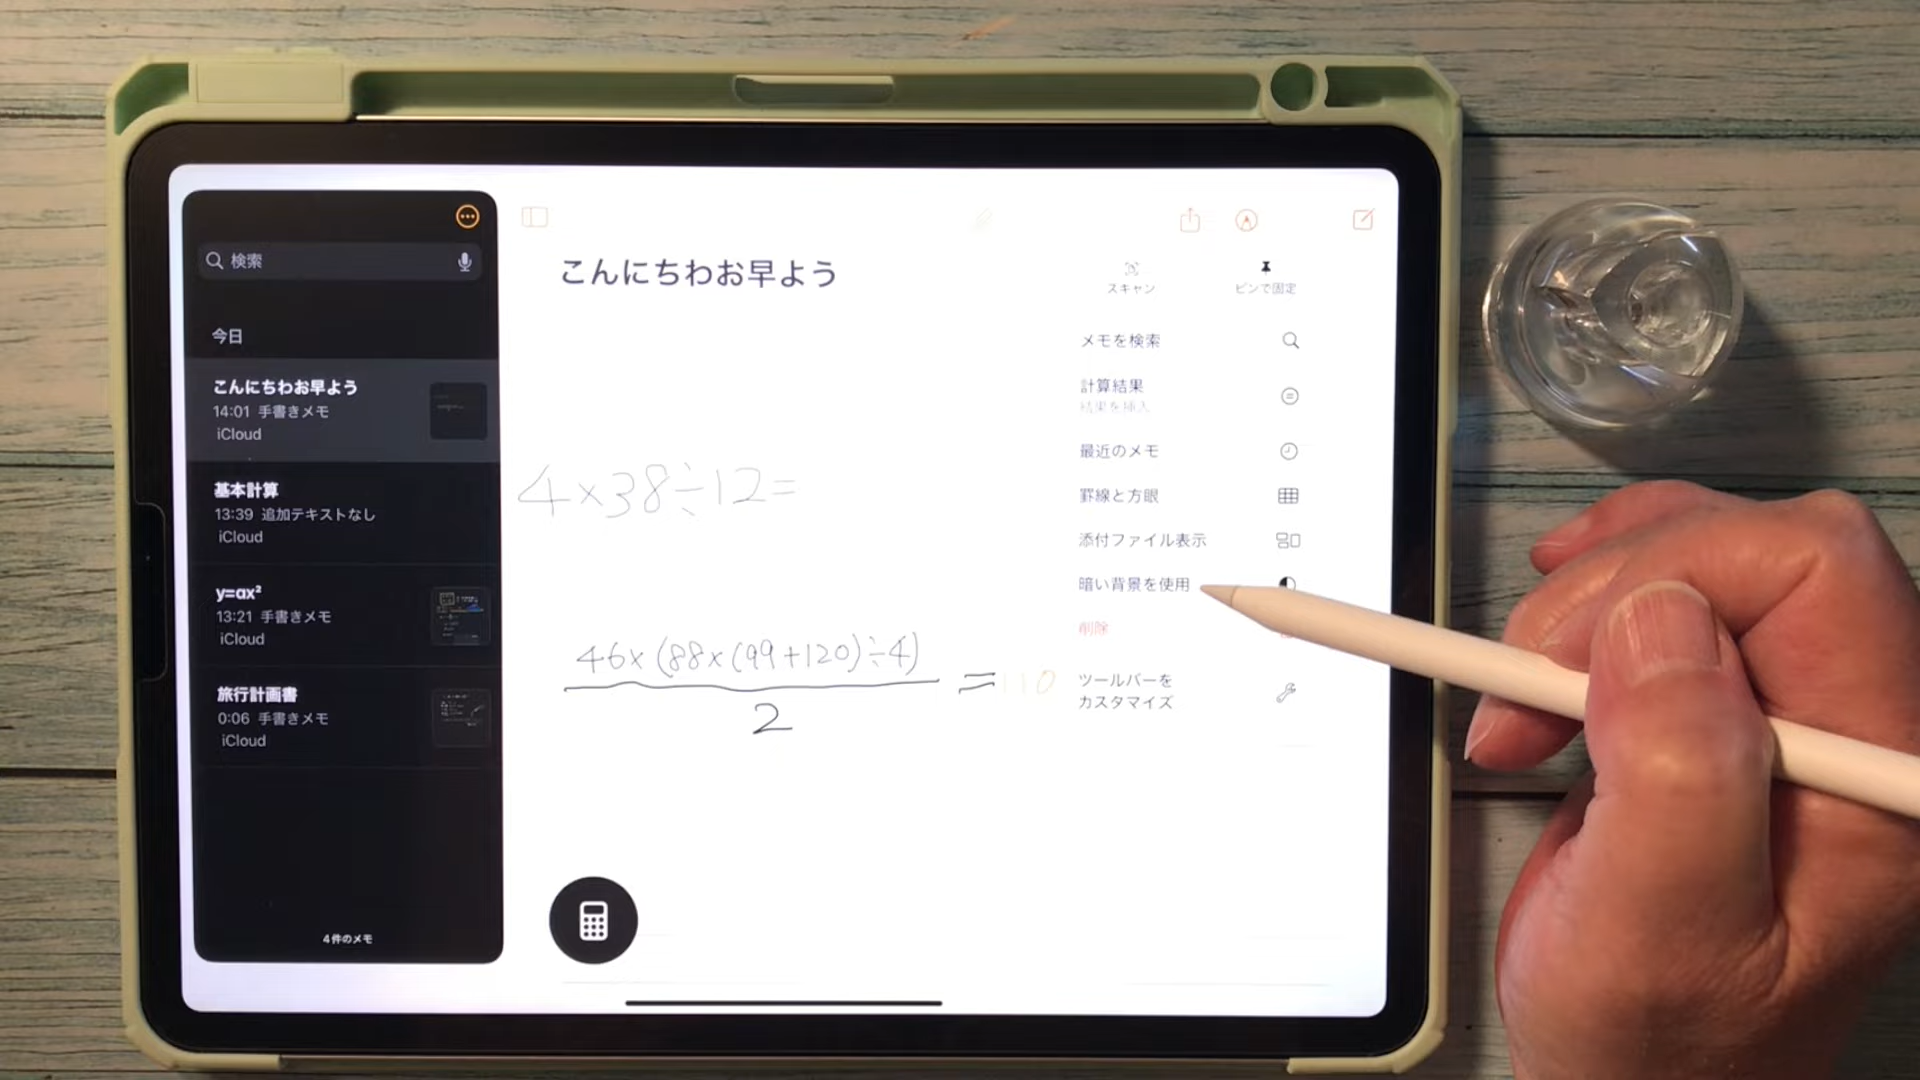 検索
今日
こんにちわお早よう
14:01 手書きメモ
iCloud
基本計算
13:39 追加テキストなし
iCloud
y=ax²
13:21 手書きメモ
iCloud
旅行計画書
0:06 手書きメモ
iCloud
4件のメモ
こんにちわお早よう
4×38÷12=
46×(88×(99+120)÷4)
2
=110
スキャン
ピンで固定
メモを検索
計算結果
結果を挿入
最近のメモ
罫線と方眼
添付ファイル表示
暗い背景を使用
削除
ツールバーを
カスタマイズ